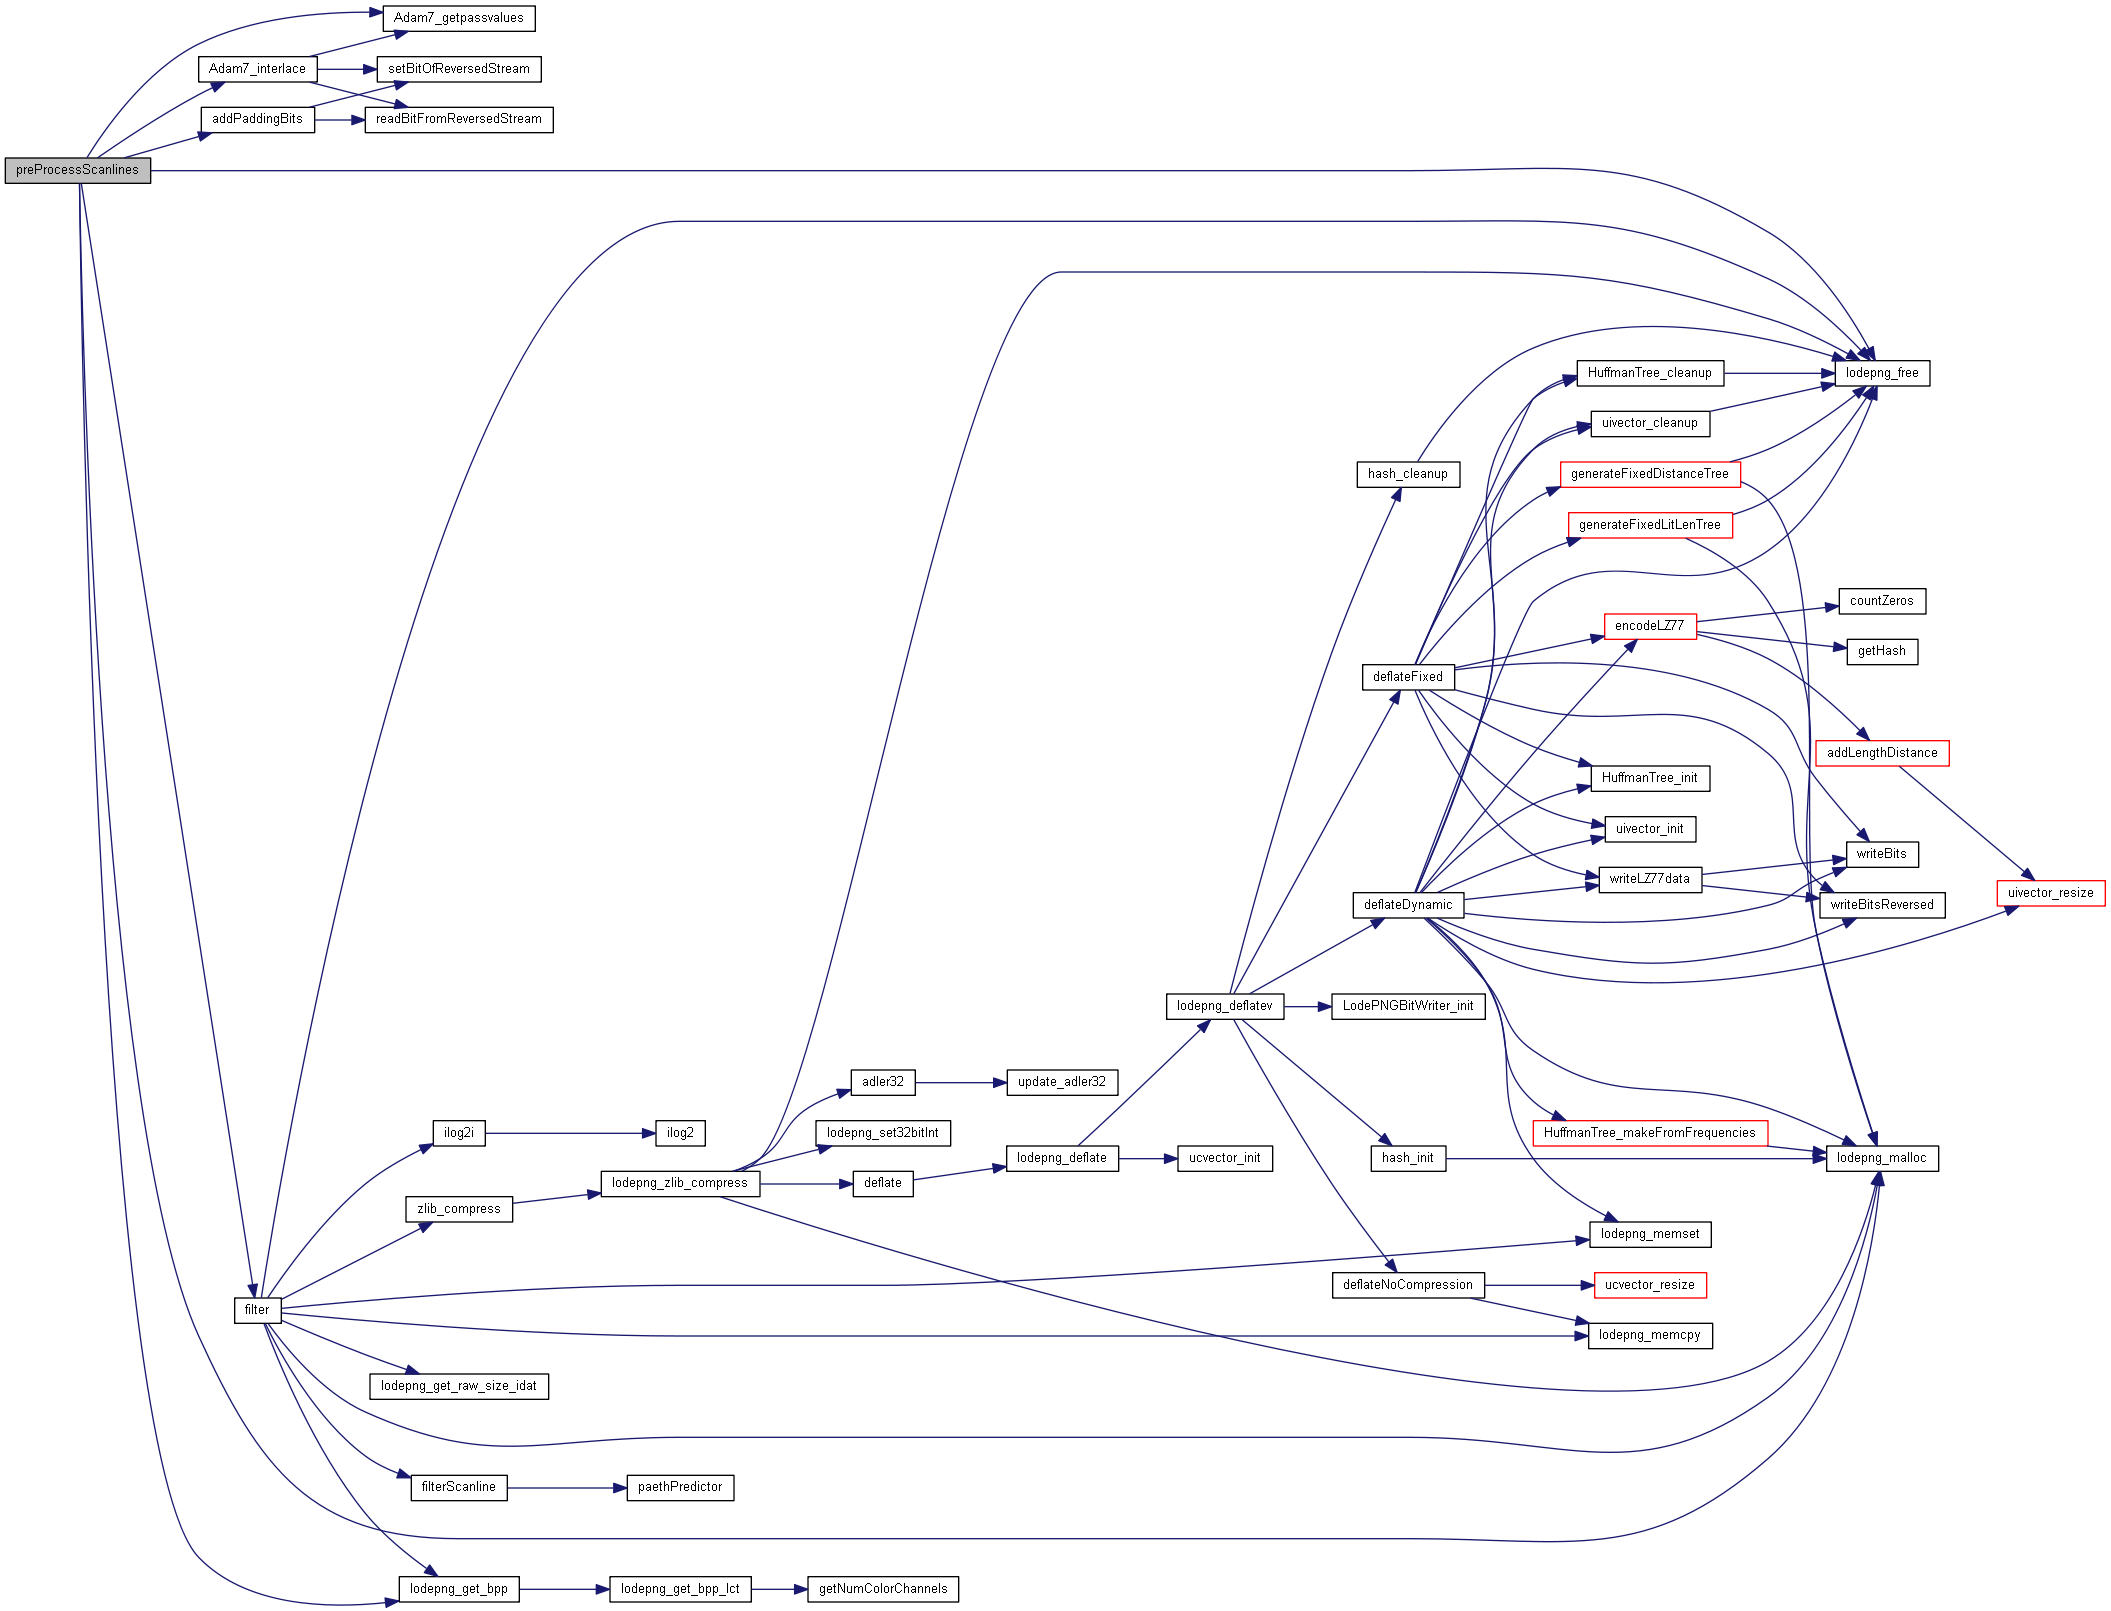 Adam7_getpassvalues
Adam7_interlace
setBitOfReversedStream
addPaddingBits
readBitFromReversedStream
preProcessScanlines
HuffmanTree_cleanup
lodepng_free
uivector_cleanup
hash_cleanup
generateFixedDistanceTree
generateFixedLitLenTree
countZeros
encodeLZ77
getHash
deflateFixed
addLengthDistance
HuffmanTree_init
uivector_init
writeBits
writeLZ77data
uivector_resize
deflateDynamic
writeBitsReversed
lodepng_deflatev
LodePNGBitWriter_init
adler32
update_adler32
ilog2i
ilog2
lodepng_set32bitInt
HuffmanTree_makeFromFrequencies
lodepng_deflate
ucvector_init
hash_init
lodepng_malloc
lodepng_zlib_compress
deflate
zlib_compress
lodepng_memset
deflateNoCompression
ucvector_resize
filter
lodepng_memcpy
lodepng_get_raw_size_idat
filterScanline
paethPredictor
lodepng_get_bpp
lodepng_get_bpp_lct
getNumColorChannels